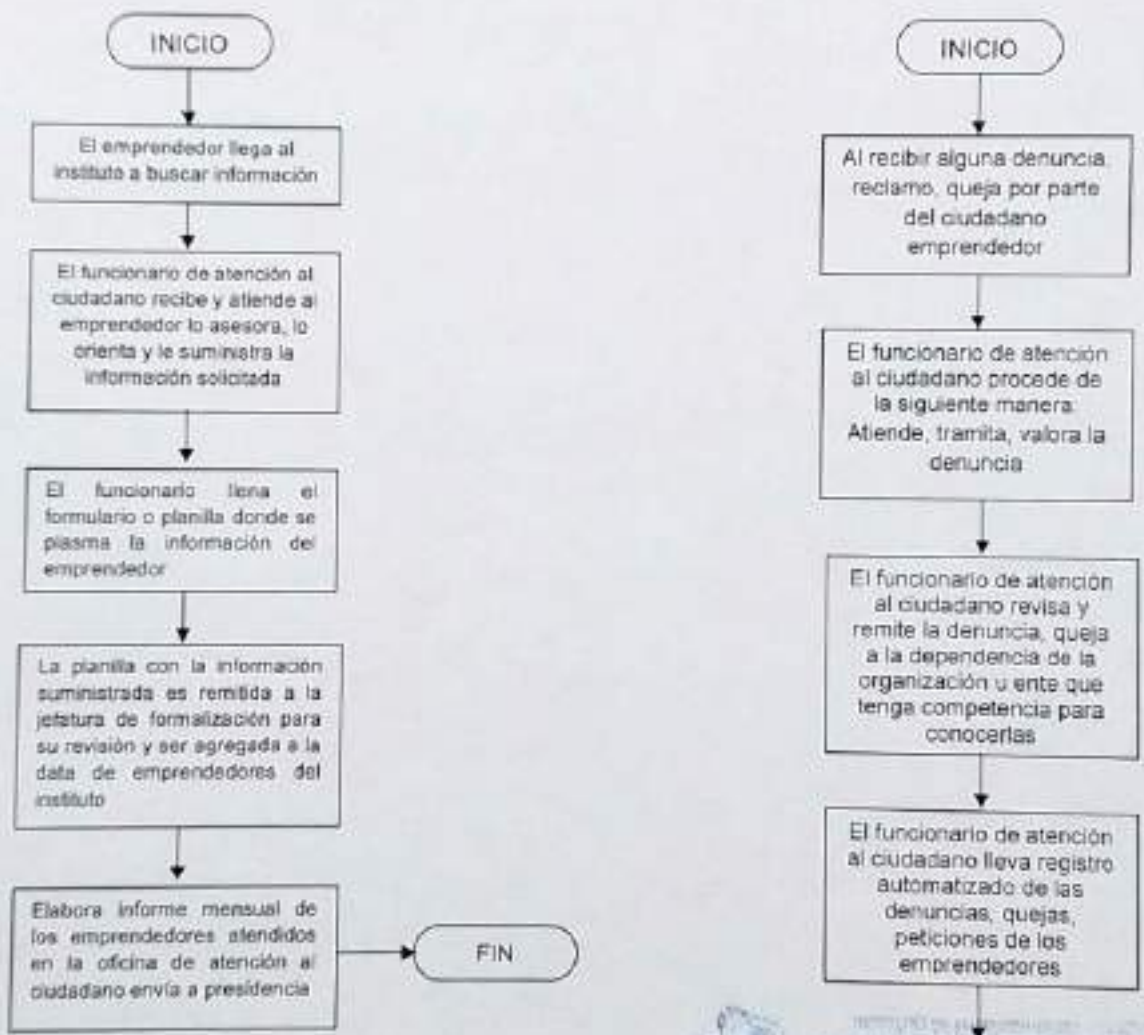 INICIO
El emprendedor llega al
instituto a buscar información
El funcionario de atención al
ciudadano recibe y atiende al
emprendedor lo asesora, lo
orienta y le suministra la
información solicitada
El funcionario llena el
formulario o planilla donde se
plasma la información del
emprendedor
La planilla con la información
suministrada es remitida a la
jefatura de formalización para
su revisión y ser agregada a la
data de emprendedores del
instituto
Elabora informe mensual de
los emprendedores atendidos
en la oficina de atención al
ciudadano envía a presidencia
FIN
INICIO
Al recibir alguna denuncia,
reclamo, queja por parte
del ciudadano
emprendedor
El funcionario de atención
al ciudadano procede de
la siguiente manera:
Atiende, tramita, valora la
denuncia
El funcionario de atención
al ciudadano revisa y
remite la denuncia, queja
a la dependencia de la
organización u ente que
tenga competencia para
conocerlas
El funcionario de atención
al ciudadano lleva registro
automatizado de las
denuncias, quejas,
peticiones de los
emprendedores